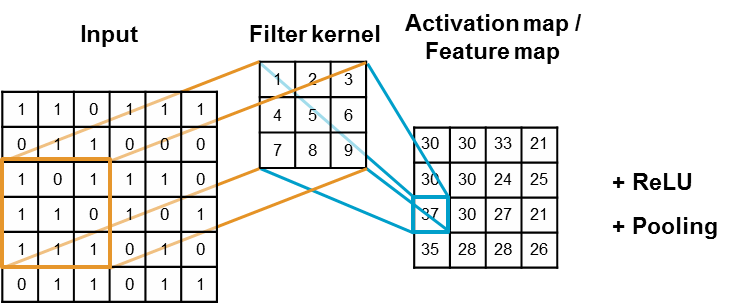 Input
Filter kernel
Activation map /
Feature map
1 1 0 1 1 1
0 1 1 0 0 0
1 0 1 1 1 0
1 1 0 1 0 1
1 1 1 0 1 0
0 1 1 0 1 1
1 2 3
4 5 6
7 8 9
30 30 33 21
30 30 24 25
37 30 27 21
35 28 28 26
+ ReLU
+ Pooling